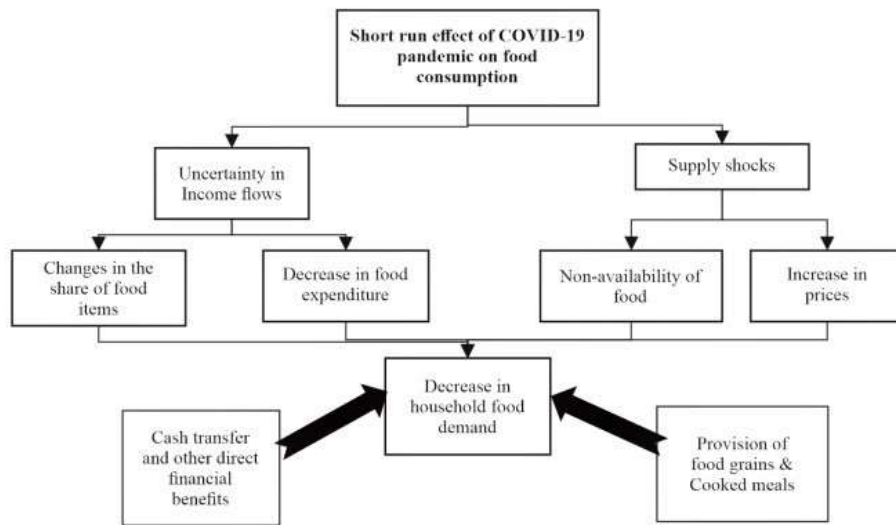 Short run effect of COVID-19
pandemic on food
consumption
Uncertainty in
Income flows
Supply shocks
Changes in the
share of food
items
Decrease in food
expenditure
Non-availability of
food
Increase in
prices
Decrease in
household food
demand
Cash transfer
and other direct
financial
benefits
Provision of
food grains &
Cooked meals